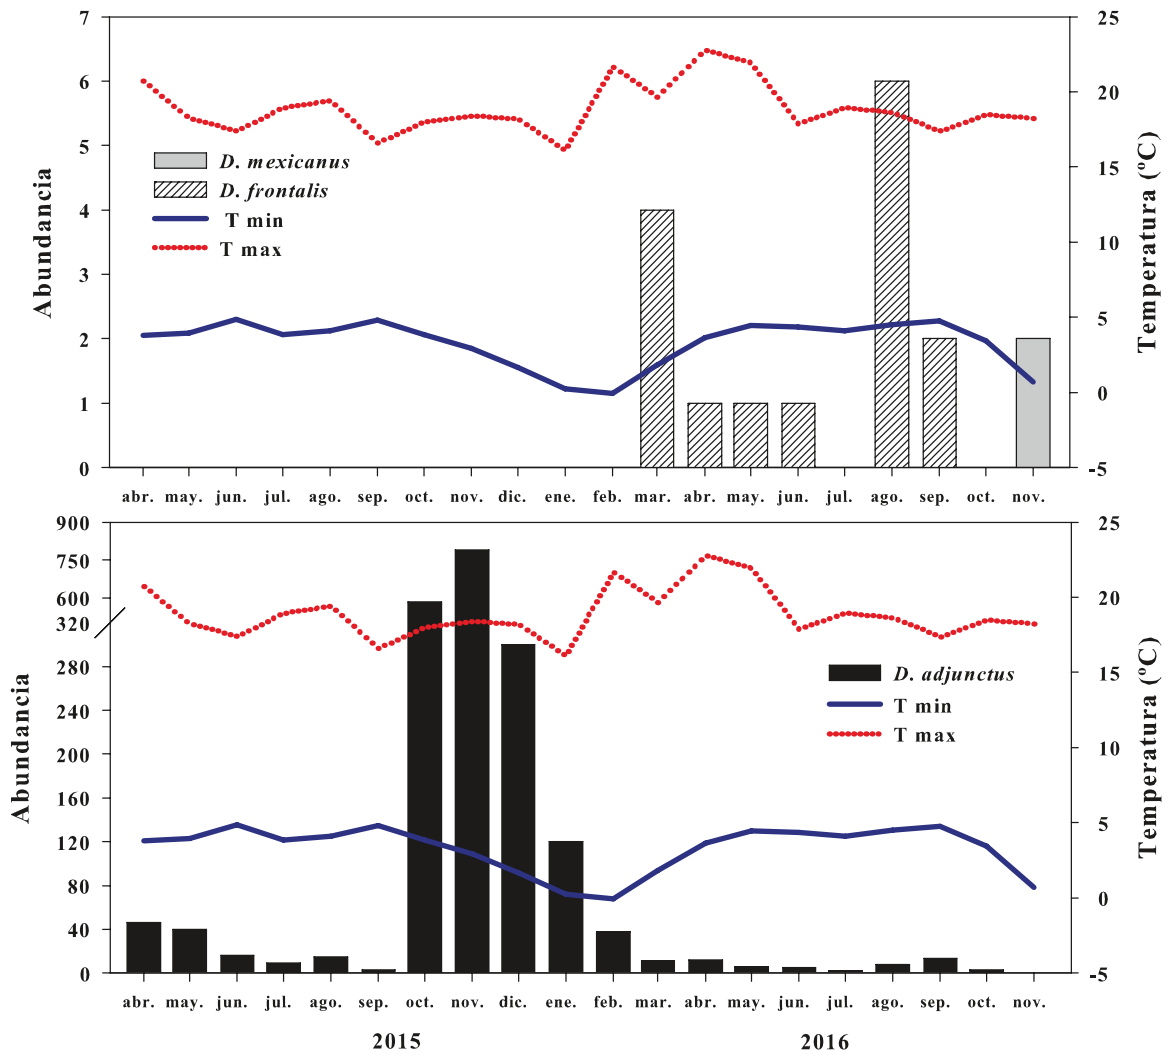 7
6
5
4
3
2
1
0
Abundancia
D. mexicanus
D. frontalis
T min
T max
25
20
15
10
5
0
-5
Temperatura (ºC)
abr. may. jun. jul. ago. sep. oct. nov. dic. ene. feb. mar. abr. may. jun. jul. ago. sep. oct. nov.
900
750
600
320
280
240
200
160
120
80
40
0
Abundancia
D. adjunctus
T min
T max
25
20
15
10
5
0
-5
Temperatura (ºC)
abr. may. jun. jul. ago. sep. oct. nov. dic. ene. feb. mar. abr. may. jun. jul. ago. sep. oct. nov.
2015 2016